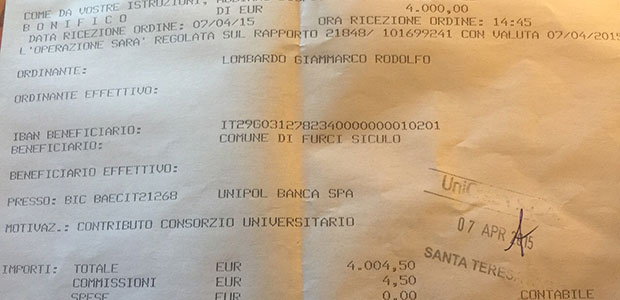 COME DA VOSTRE ISTRUZIONI,
BONIFICO DI EUR 4.000,00
DATA RICEZIONE ORDINE: 07/04/15 ORA RICEZIONE ORDINE: 14:45
L'OPERAZIONE SARA' REGOLATA SUL RAPPORTO 21848/ 101699241 CON VALUTA 07/04/2015
ORDINANTE: LOMBARDO GIAMMARCO RODOLFO
ORDINANTE EFFETTIVO:
IBAN BENEFICIARIO: IT29G0312782340000000010201
BENEFICIARIO: COMUNE DI FURCI SICULO
BENEFICIARIO EFFETTIVO:
PRESSO: BIC BAECIT21268 UNIPOL BANCA SPA
MOTIVAZ.: CONTRIBUTO CONSORZIO UNIVERSITARIO
UniC
07 APR 2015
SANTA TERES
IMPORTI: TOTALE EUR 4.004,50
COMMISSIONI EUR 4,50
SPESE EUR 0,00 CONTABILE